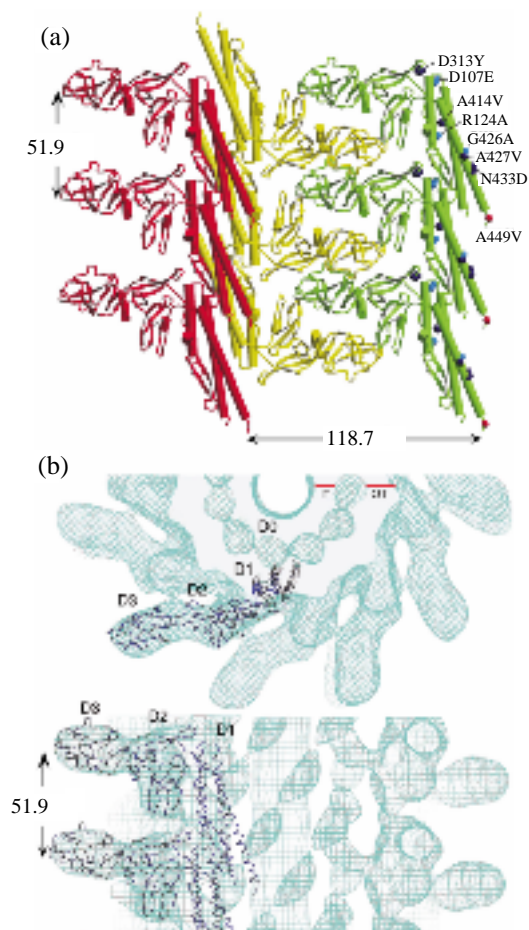 (a)
D313Y
D107E
A414V
R124A
G426A
A427V
N433D
51.9
A449V
118.7
(b)
D0
D1
D2
D3
D3
D2
D1
51.9